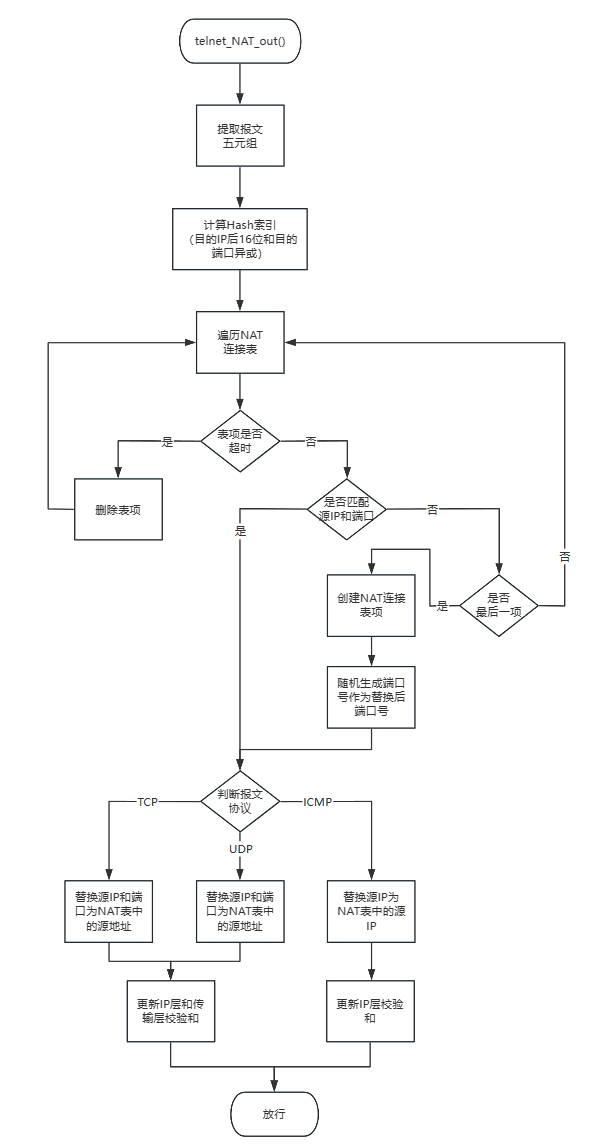 telnet_NAT_out()
提取报文
五元组
计算Hash索引
（目的IP后16位和目的
端口异或）
遍历NAT
连接表
表项是否
超时
是
否
删除表项
是否匹配
源IP和端口
是
否
否
创建NAT连接
表项
是
是否
最后一项
随机生成端口
号作为替换后
端口号
判断报文
协议
TCP
ICMP
UDP
替换源IP和端
口为NAT表中
的源地址
替换源IP和端
口为NAT表中
的源地址
替换源IP为
NAT表中的源
IP
更新IP层和传
输层校验和
更新IP层校验
和
放行